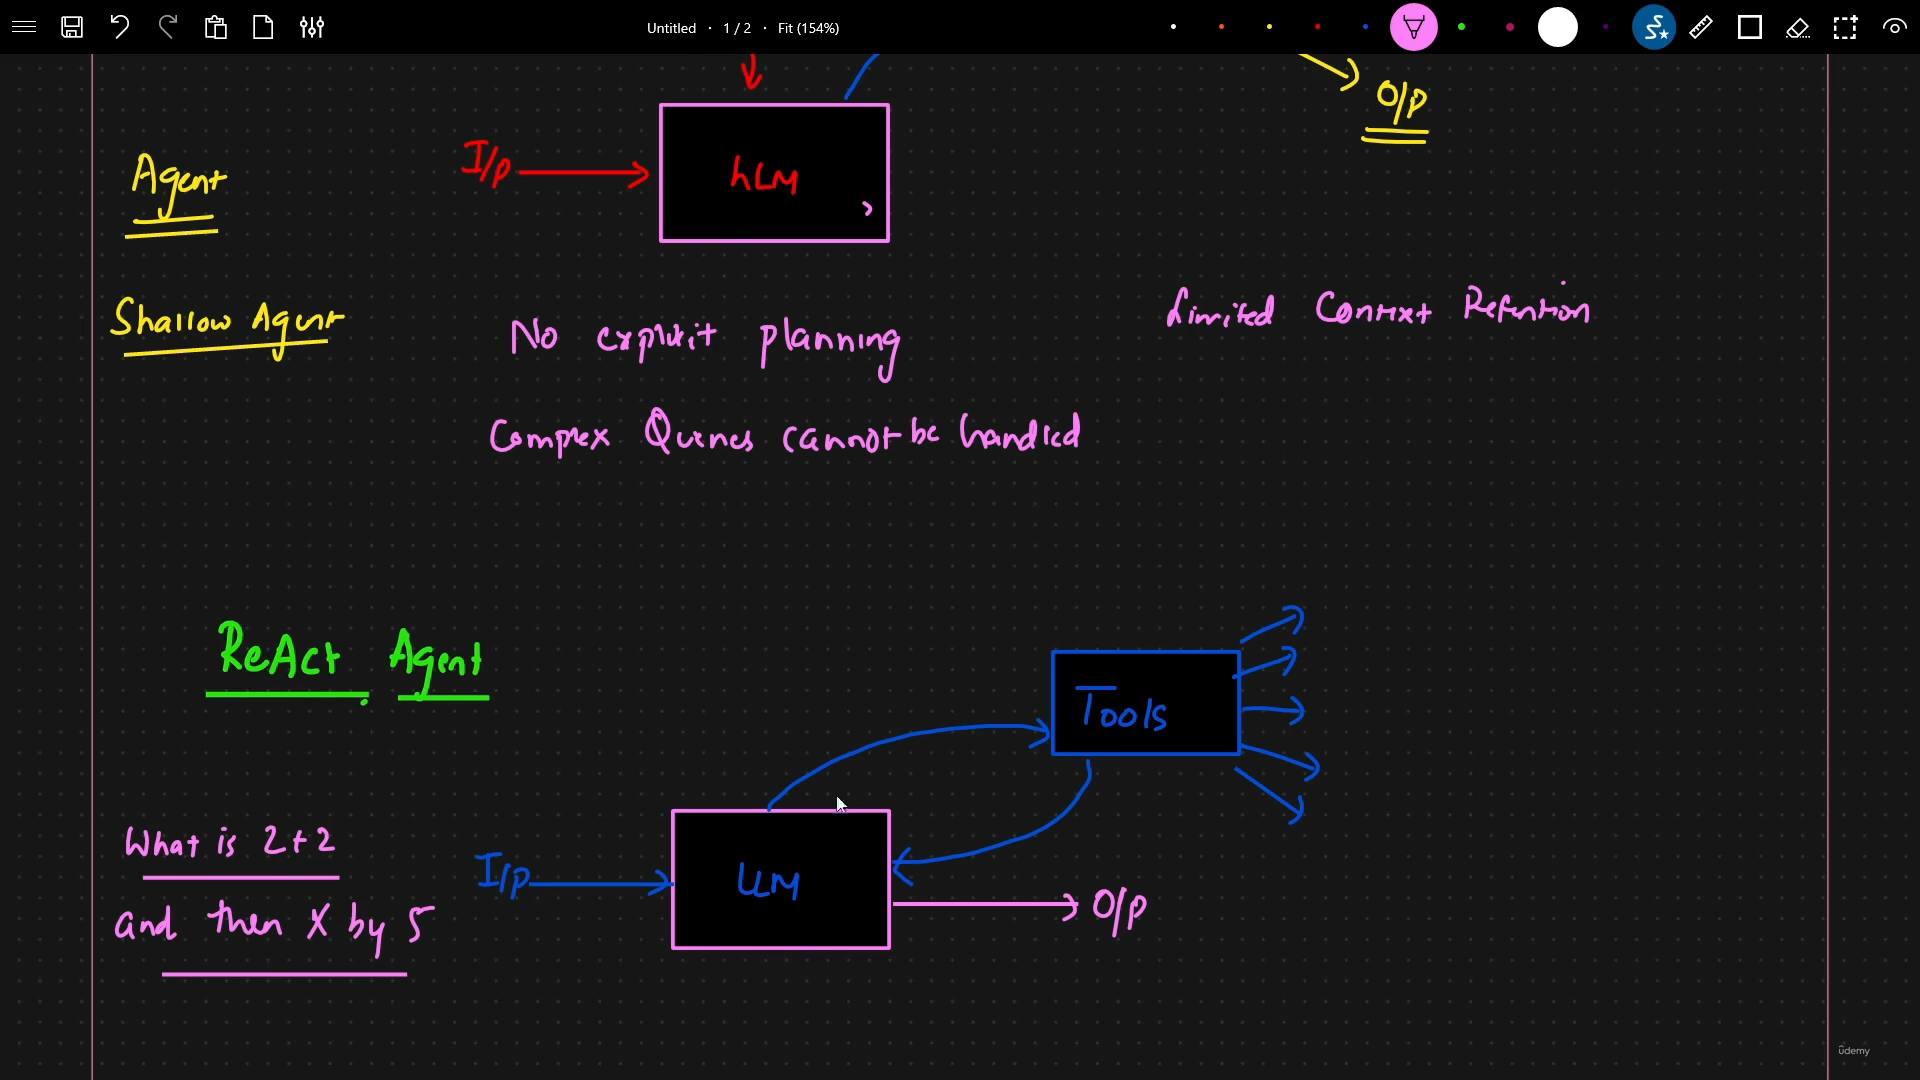 Untitled · 1 / 2 · Fit (154%)
O/p
Agent
I/p
LLM
Shallow Agent
No explicit planning
Limited Context Retention
Complex Queries cannot be handled
ReAct Agent
Tools
What is 2+2
I/p
LLM
O/p
and then X by 5
udemy